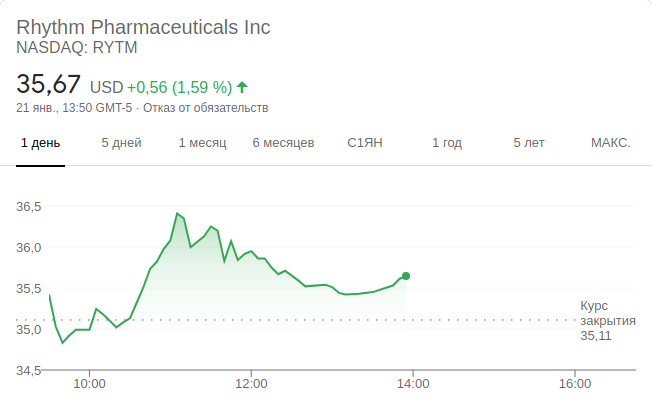 Rhythm Pharmaceuticals Inc
NASDAQ: RYTM
35,67 USD +0,56 (1,59 %)
21 янв., 13:50 GMT-5 · Отказ от обязательств
1 день 5 дней 1 месяц 6 месяцев С1ЯН 1 год 5 лет МАКС.
36,5
36,0
35,5
35,0
34,5
Курс
закрытия
35,11
10:00 12:00 14:00 16:00